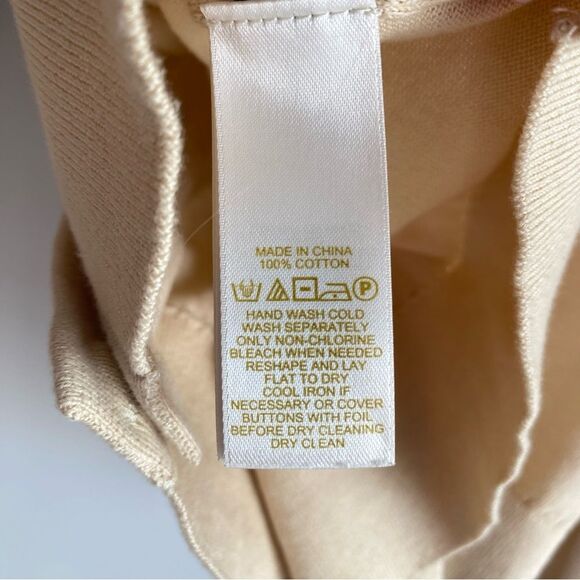 MADE IN CHINA
100% COTTON
P
HAND WASH COLD
WASH SEPARATELY
ONLY NON-CHLORINE
BLEACH WHEN NEEDED
RESHAPE AND LAY
FLAT TO DRY
COOL IRON IF
NECESSARY OR COVER
BUTTONS WITH FOIL
BEFORE DRY CLEANING
DRY CLEAN